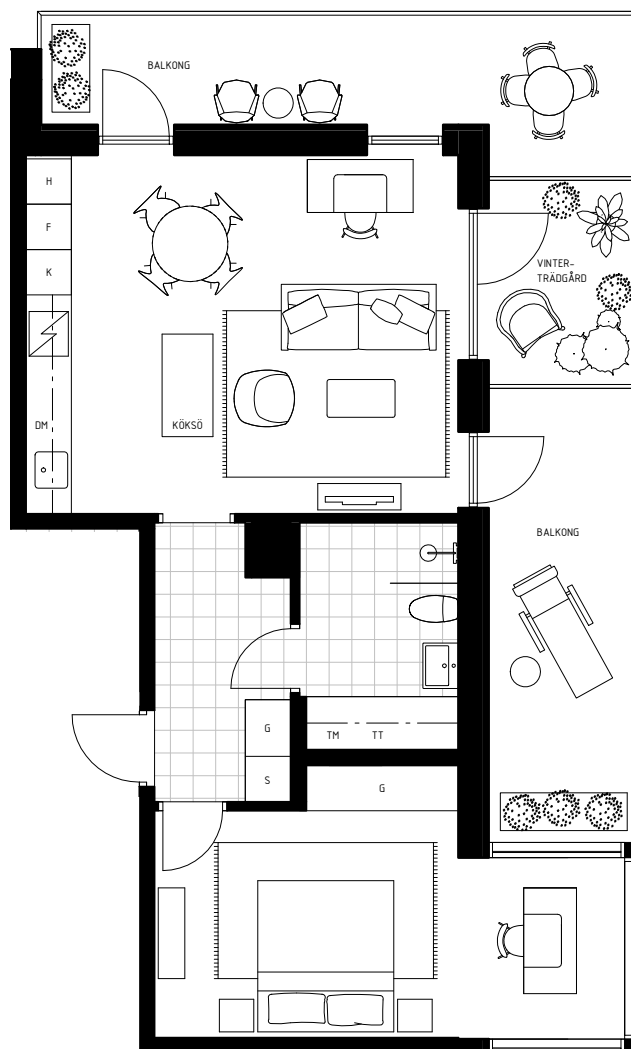 BALKONG
H
F
K
VINTER-
TRÄDGÅRD
DM
KÖKSÖ
BALKONG
G
TM TT
S
G